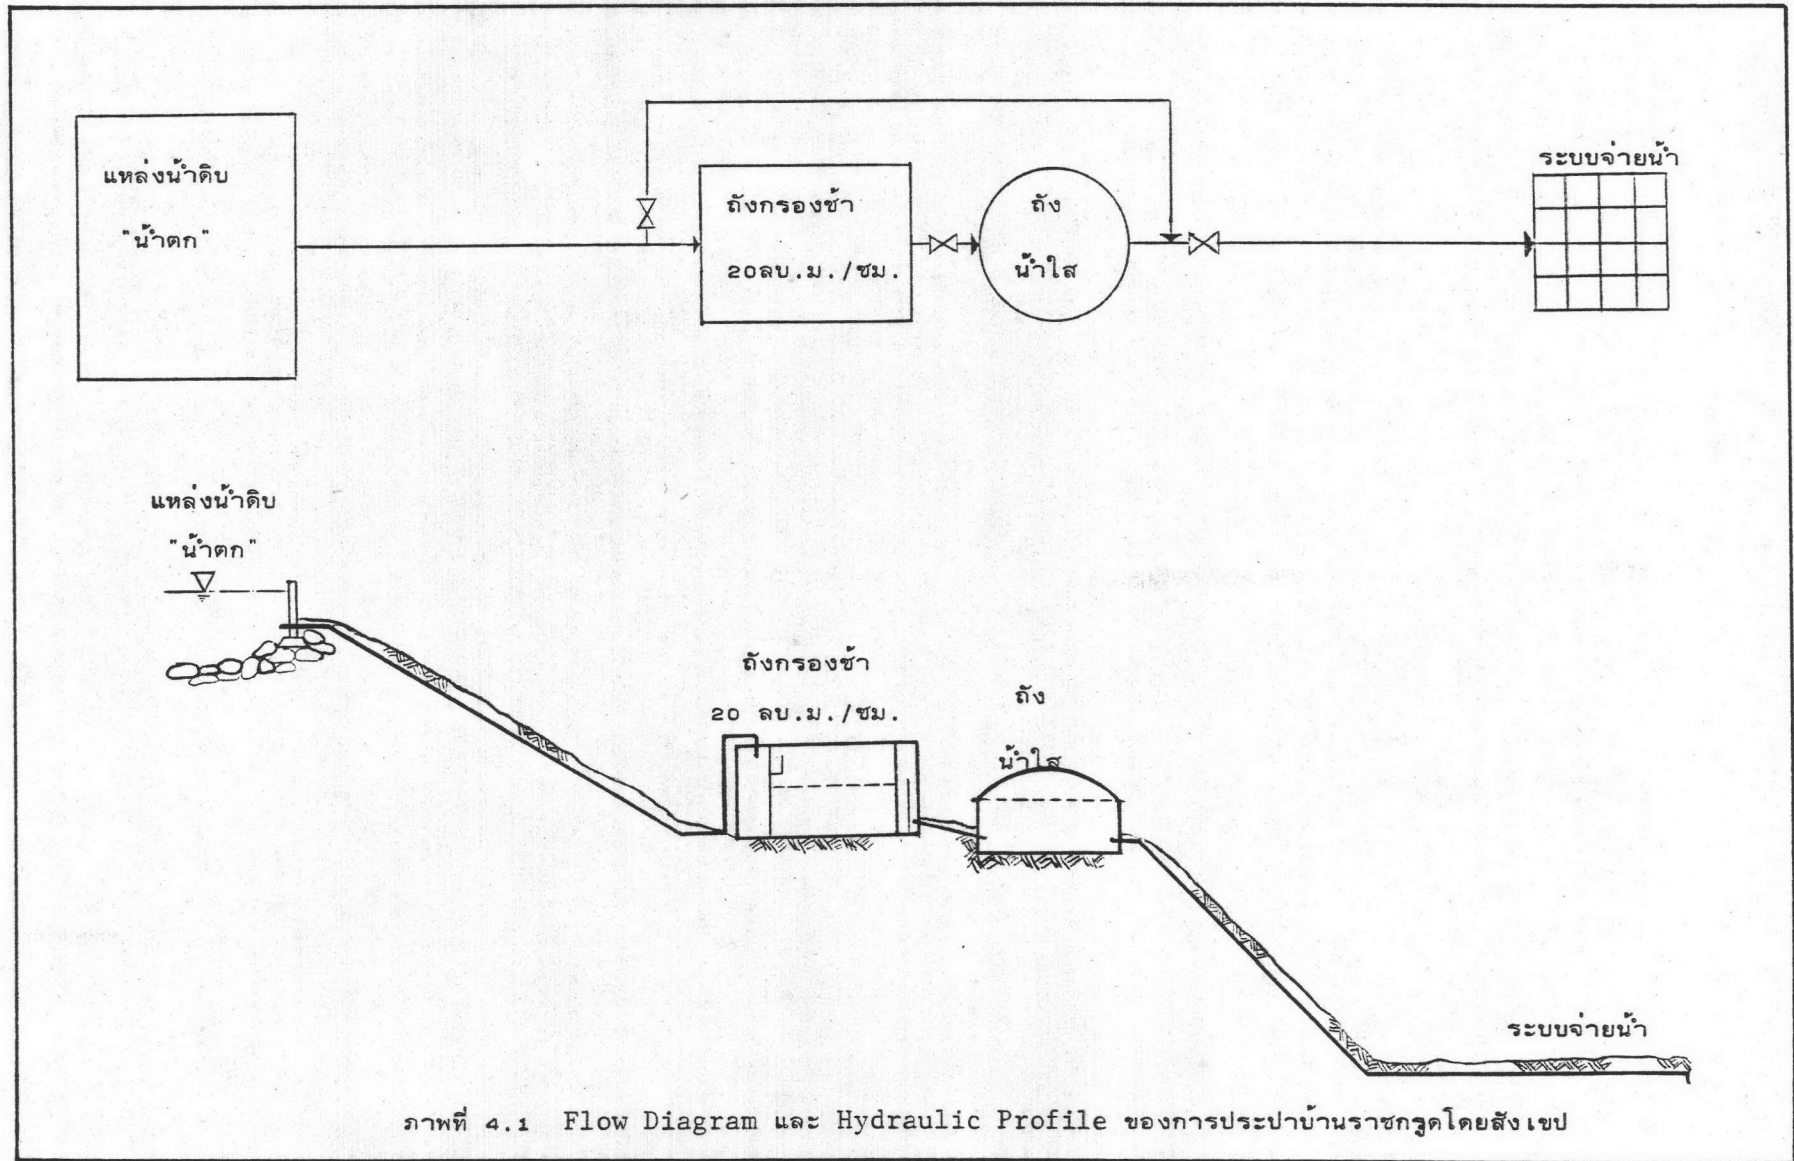 แหล่งน้ำดิบ
"น้ำตก"
ถังกรองช้า
20ลบ.ม./ชม.
ถัง
น้ำใส
ระบบจ่ายน้ำ
แหล่งน้ำดิบ
"น้ำตก"
ถังกรองช้า
20 ลบ.ม./ชม.
ถัง
น้ำใส
ระบบจ่ายน้ำ
ภาพที่ 4.1 Flow Diagram และ Hydraulic Profile ของการประปาบ้านราชกรูดโดยสังเขป